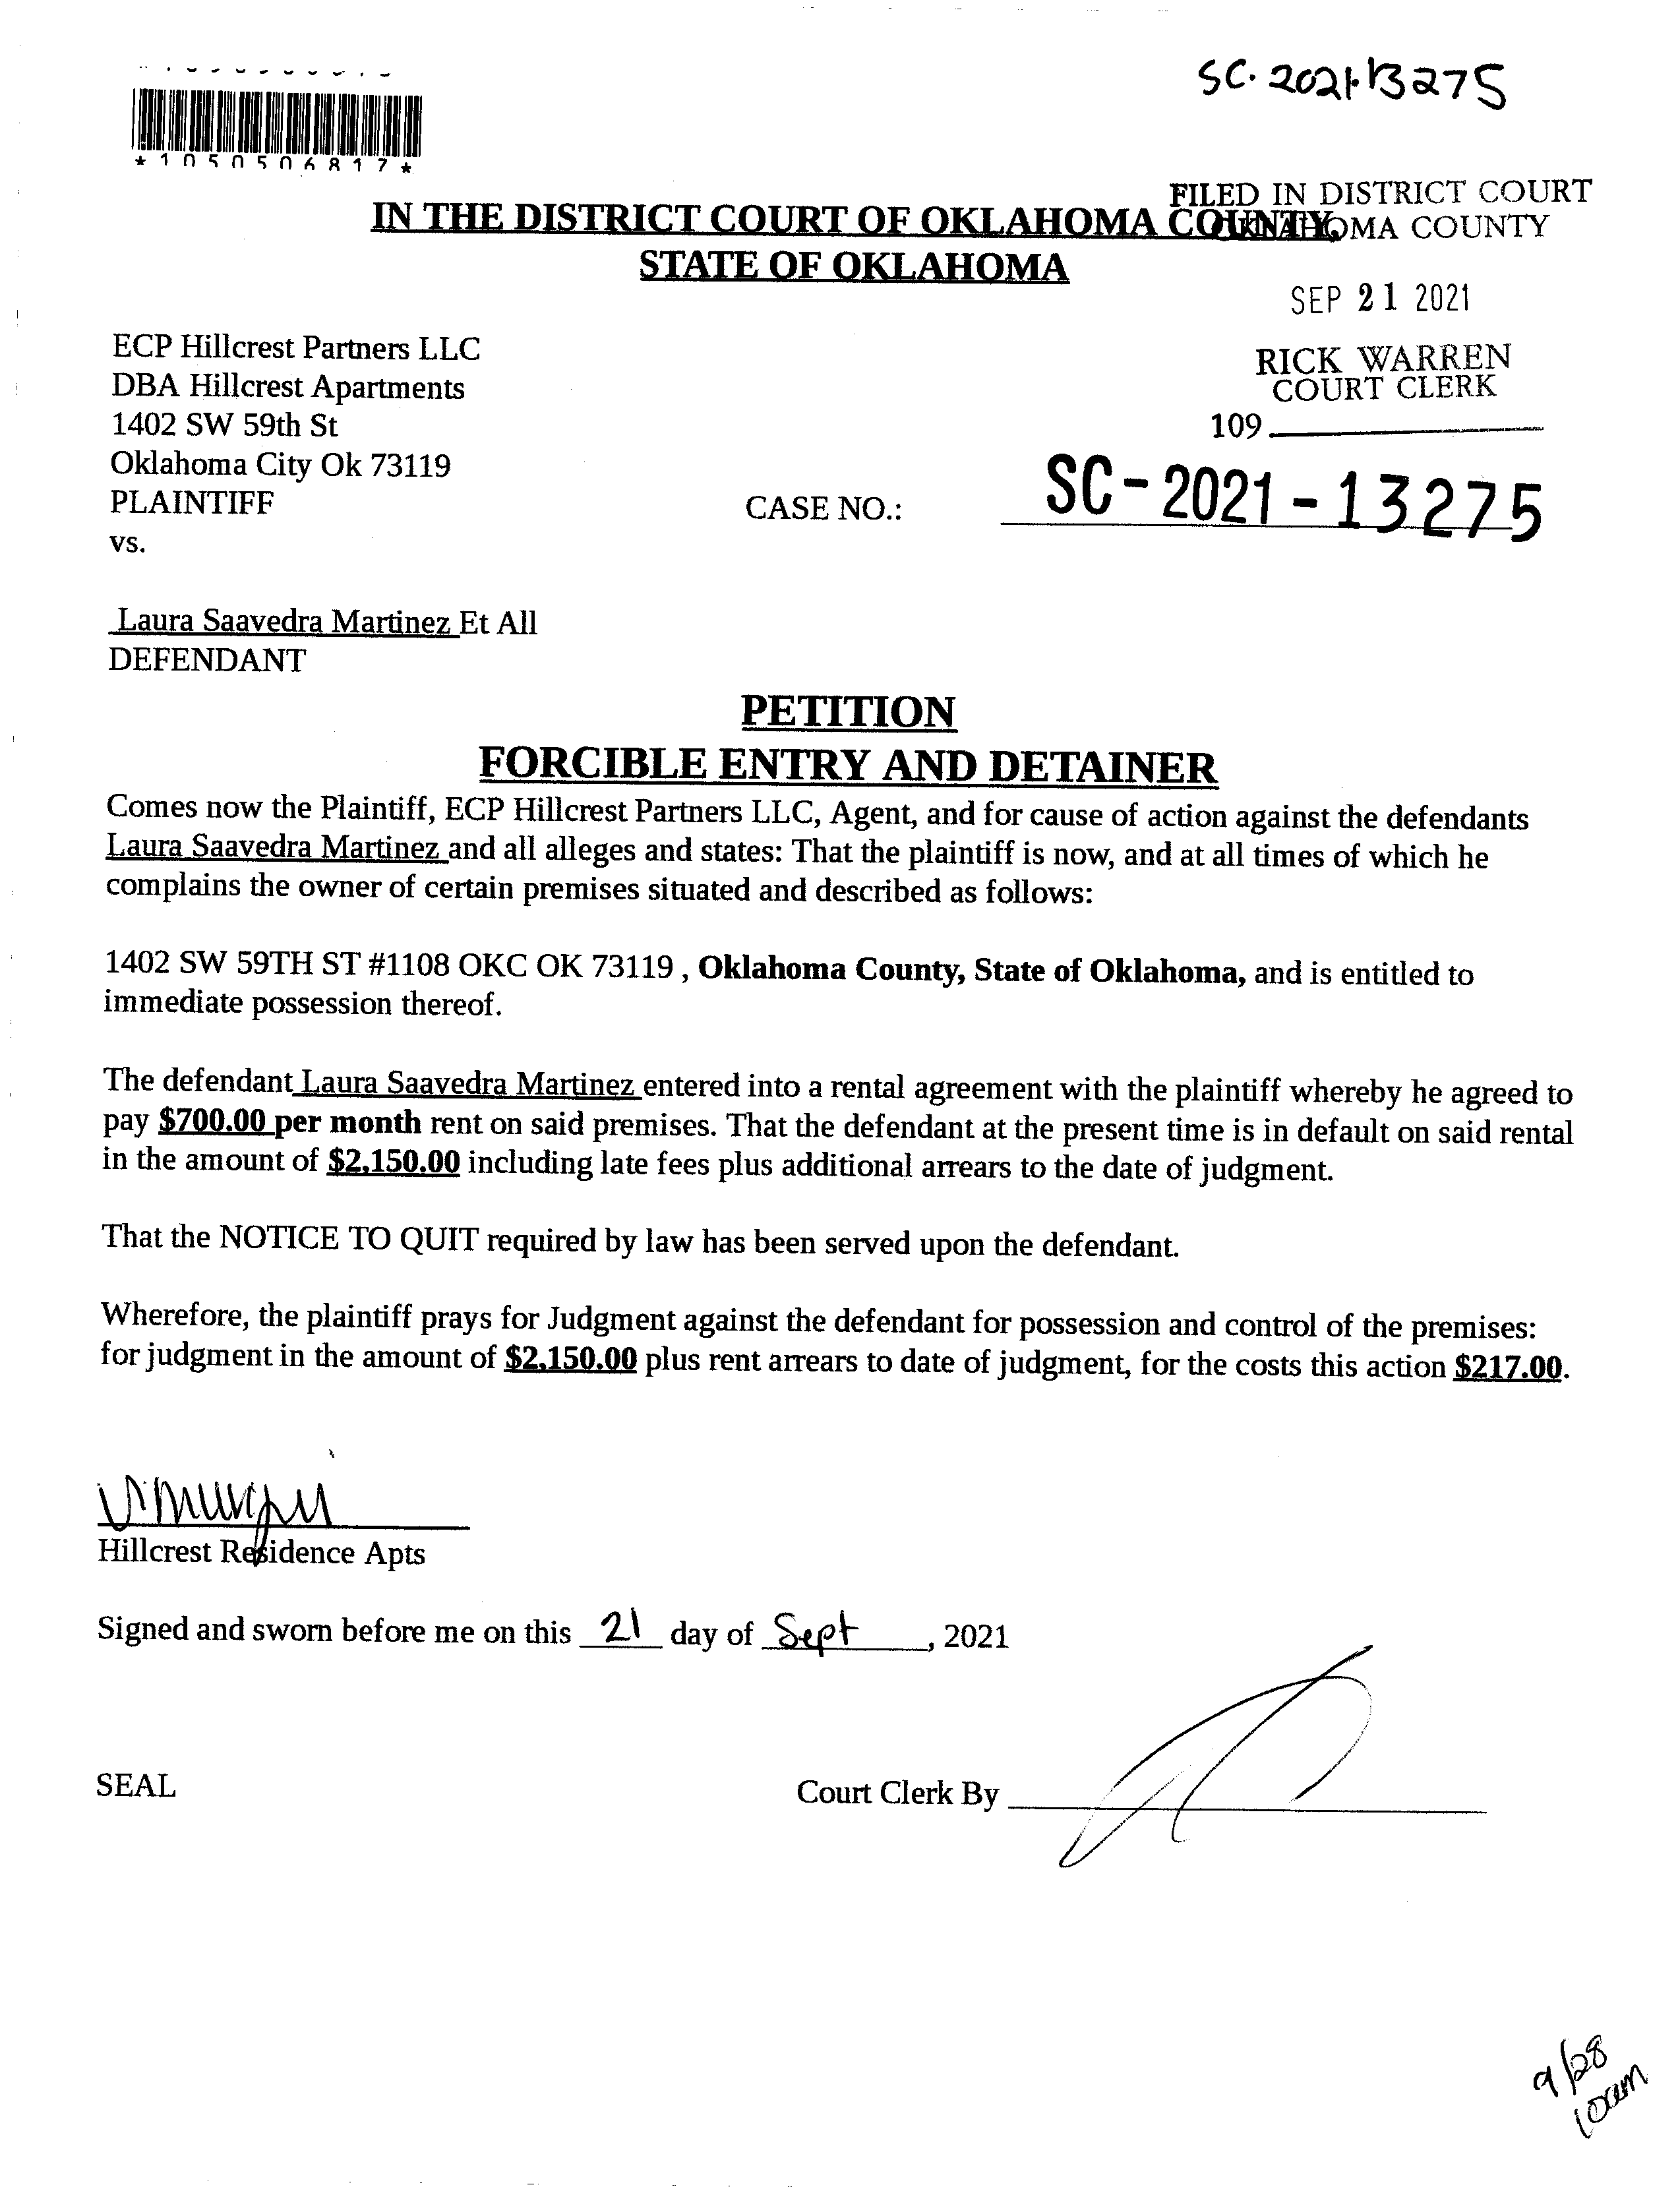 SC-2021-13275
*1050506817*
FILED IN DISTRICT COURT
OKLAHOMA COUNTY
IN THE DISTRICT COURT OF OKLAHOMA COUNTY,
STATE OF OKLAHOMA
SEP 21 2021
RICK WARREN
COURT CLERK
109
ECP Hillcrest Partners LLC
DBA Hillcrest Apartments
1402 SW 59th St
Oklahoma City Ok 73119
PLAINTIFF
CASE NO.: SC-2021-13275
vs.
Laura Saavedra Martinez Et All
DEFENDANT
PETITION
FORCIBLE ENTRY AND DETAINER
Comes now the Plaintiff, ECP Hillcrest Partners LLC, Agent, and for cause of action against the defendants
Laura Saavedra Martinez and all alleges and states: That the plaintiff is now, and at all times of which he
complains the owner of certain premises situated and described as follows:
1402 SW 59TH ST #1108 OKC OK 73119 , Oklahoma County, State of Oklahoma, and is entitled to
immediate possession thereof.
The defendant Laura Saavedra Martinez entered into a rental agreement with the plaintiff whereby he agreed to
pay $700.00 per month rent on said premises. That the defendant at the present time is in default on said rental
in the amount of $2,150.00 including late fees plus additional arrears to the date of judgment.
That the NOTICE TO QUIT required by law has been served upon the defendant.
Wherefore, the plaintiff prays for Judgment against the defendant for possession and control of the premises:
for judgment in the amount of $2,150.00 plus rent arrears to date of judgment, for the costs this action $217.00.
Hillcrest Residence Apts
Signed and sworn before me on this 21 day of Sept, 2021
SEAL
Court Clerk By
9/28
10am